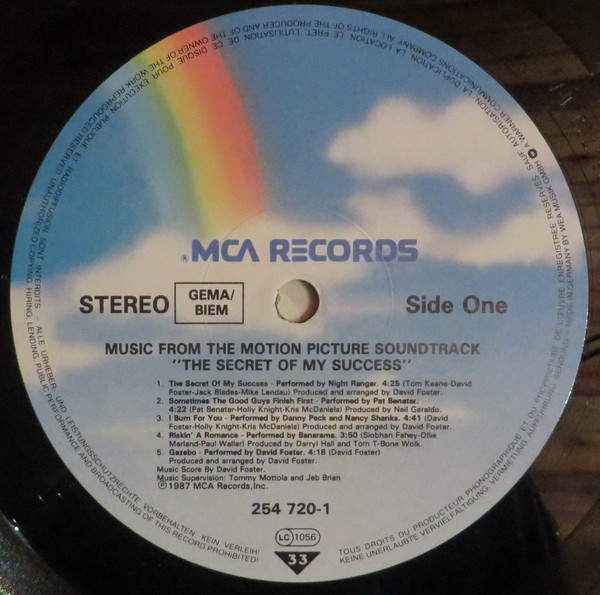 ®MCA RECORDS
STEREO
GEMA/
BIEM
Side One
MUSIC FROM THE MOTION PICTURE SOUNDTRACK
"THE SECRET OF MY SUCCESS"
1. The Secret Of My Success - Performed by Night Ranger. 4:25 (Tom Keane-David
Foster-Jack Blades-Mike Landau) Produced and arranged by David Foster.
2. Sometimes The Good Guys Finish First - Performed by Pat Benatar.
4:22 (Pat Benatar-Holly Knight-Kris McDaniels) Produced by Neil Geraldo.
3. I Burn For You - Performed by Danny Peck and Nancy Shanks. 4:41 (David
Foster-Holly Knight-Kris McDaniels) Produced and arranged by David Foster.
4. Riskin' A Romance - Performed by Banarama. 3:50 (Siobhan Fahey-Ollie
Marland-Paul Waller) Produced by Darryl Hall and Tom T-Bone Wolk.
5. Gazebo - Performed by David Foster. 4:18 (David Foster)
Produced and arranged by David Foster.
Music Score By David Foster.
Music Supervision: Tommy Mottola and Jeb Brian
Ⓟ1987 MCA Records, Inc.
254 720-1
LC 1056
33
ALLE URHEBER- UND LEISTUNGSSCHUTZRECHTE VORBEHALTEN KEIN VERLEIH! KEINE UNERLAUBTE VERVIELFÄLTIGUNG, VERMIETUNG, AUFFÜHRUNG, SENDUNG!
TOUS DROITS DU PRODUCTEUR PHONOGRAPHIQUE ET DU PROPRIETAIRE DE L'ŒUVRE ENREGISTREE RESERVES. SAUF AUTORISATION, LA DUPLICATION, LA LOCATION, LE PRET, L'UTILISATION DE CE DISQUE POUR EXECUTION PUBLIQUE ET RADIODIFFUSION SONT INTERDITS
ALL RIGHTS OF THE PRODUCER AND OF THE OWNER OF THE WORK REPRODUCED RESERVED. UNAUTHORIZED COPYING, HIRING, LENDING, PUBLIC PERFORMANCE AND BROADCASTING OF THIS RECORD PROHIBITED!
A WARNER COMMUNICATIONS COMPANY
MADE IN GERMANY BY WEA MUSIK GMBH